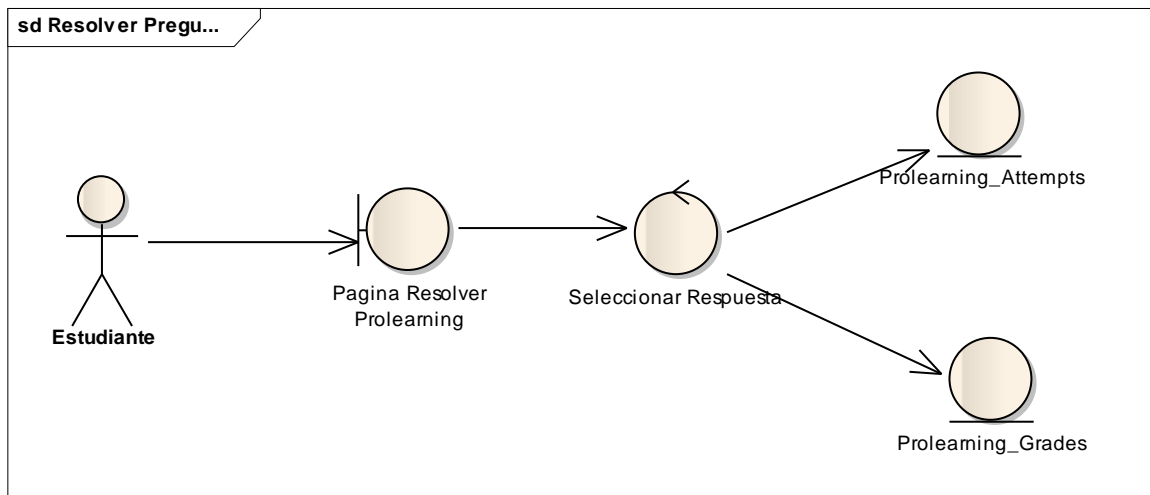 sd Resolver Pregu...
Prolearning_Attempts
Pagina Resolver
Prolearning
Seleccionar Respuesta
Estudiante
Prolearning_Grades